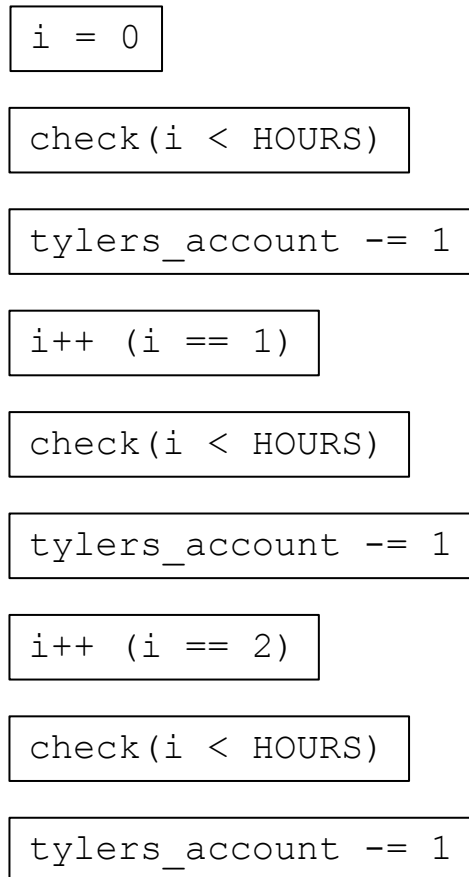 i = 0
check(i < HOURS)
tylers_account -= 1
i++ (i == 1)
check(i < HOURS)
tylers_account -= 1
i++ (i == 2)
check(i < HOURS)
tylers_account -= 1